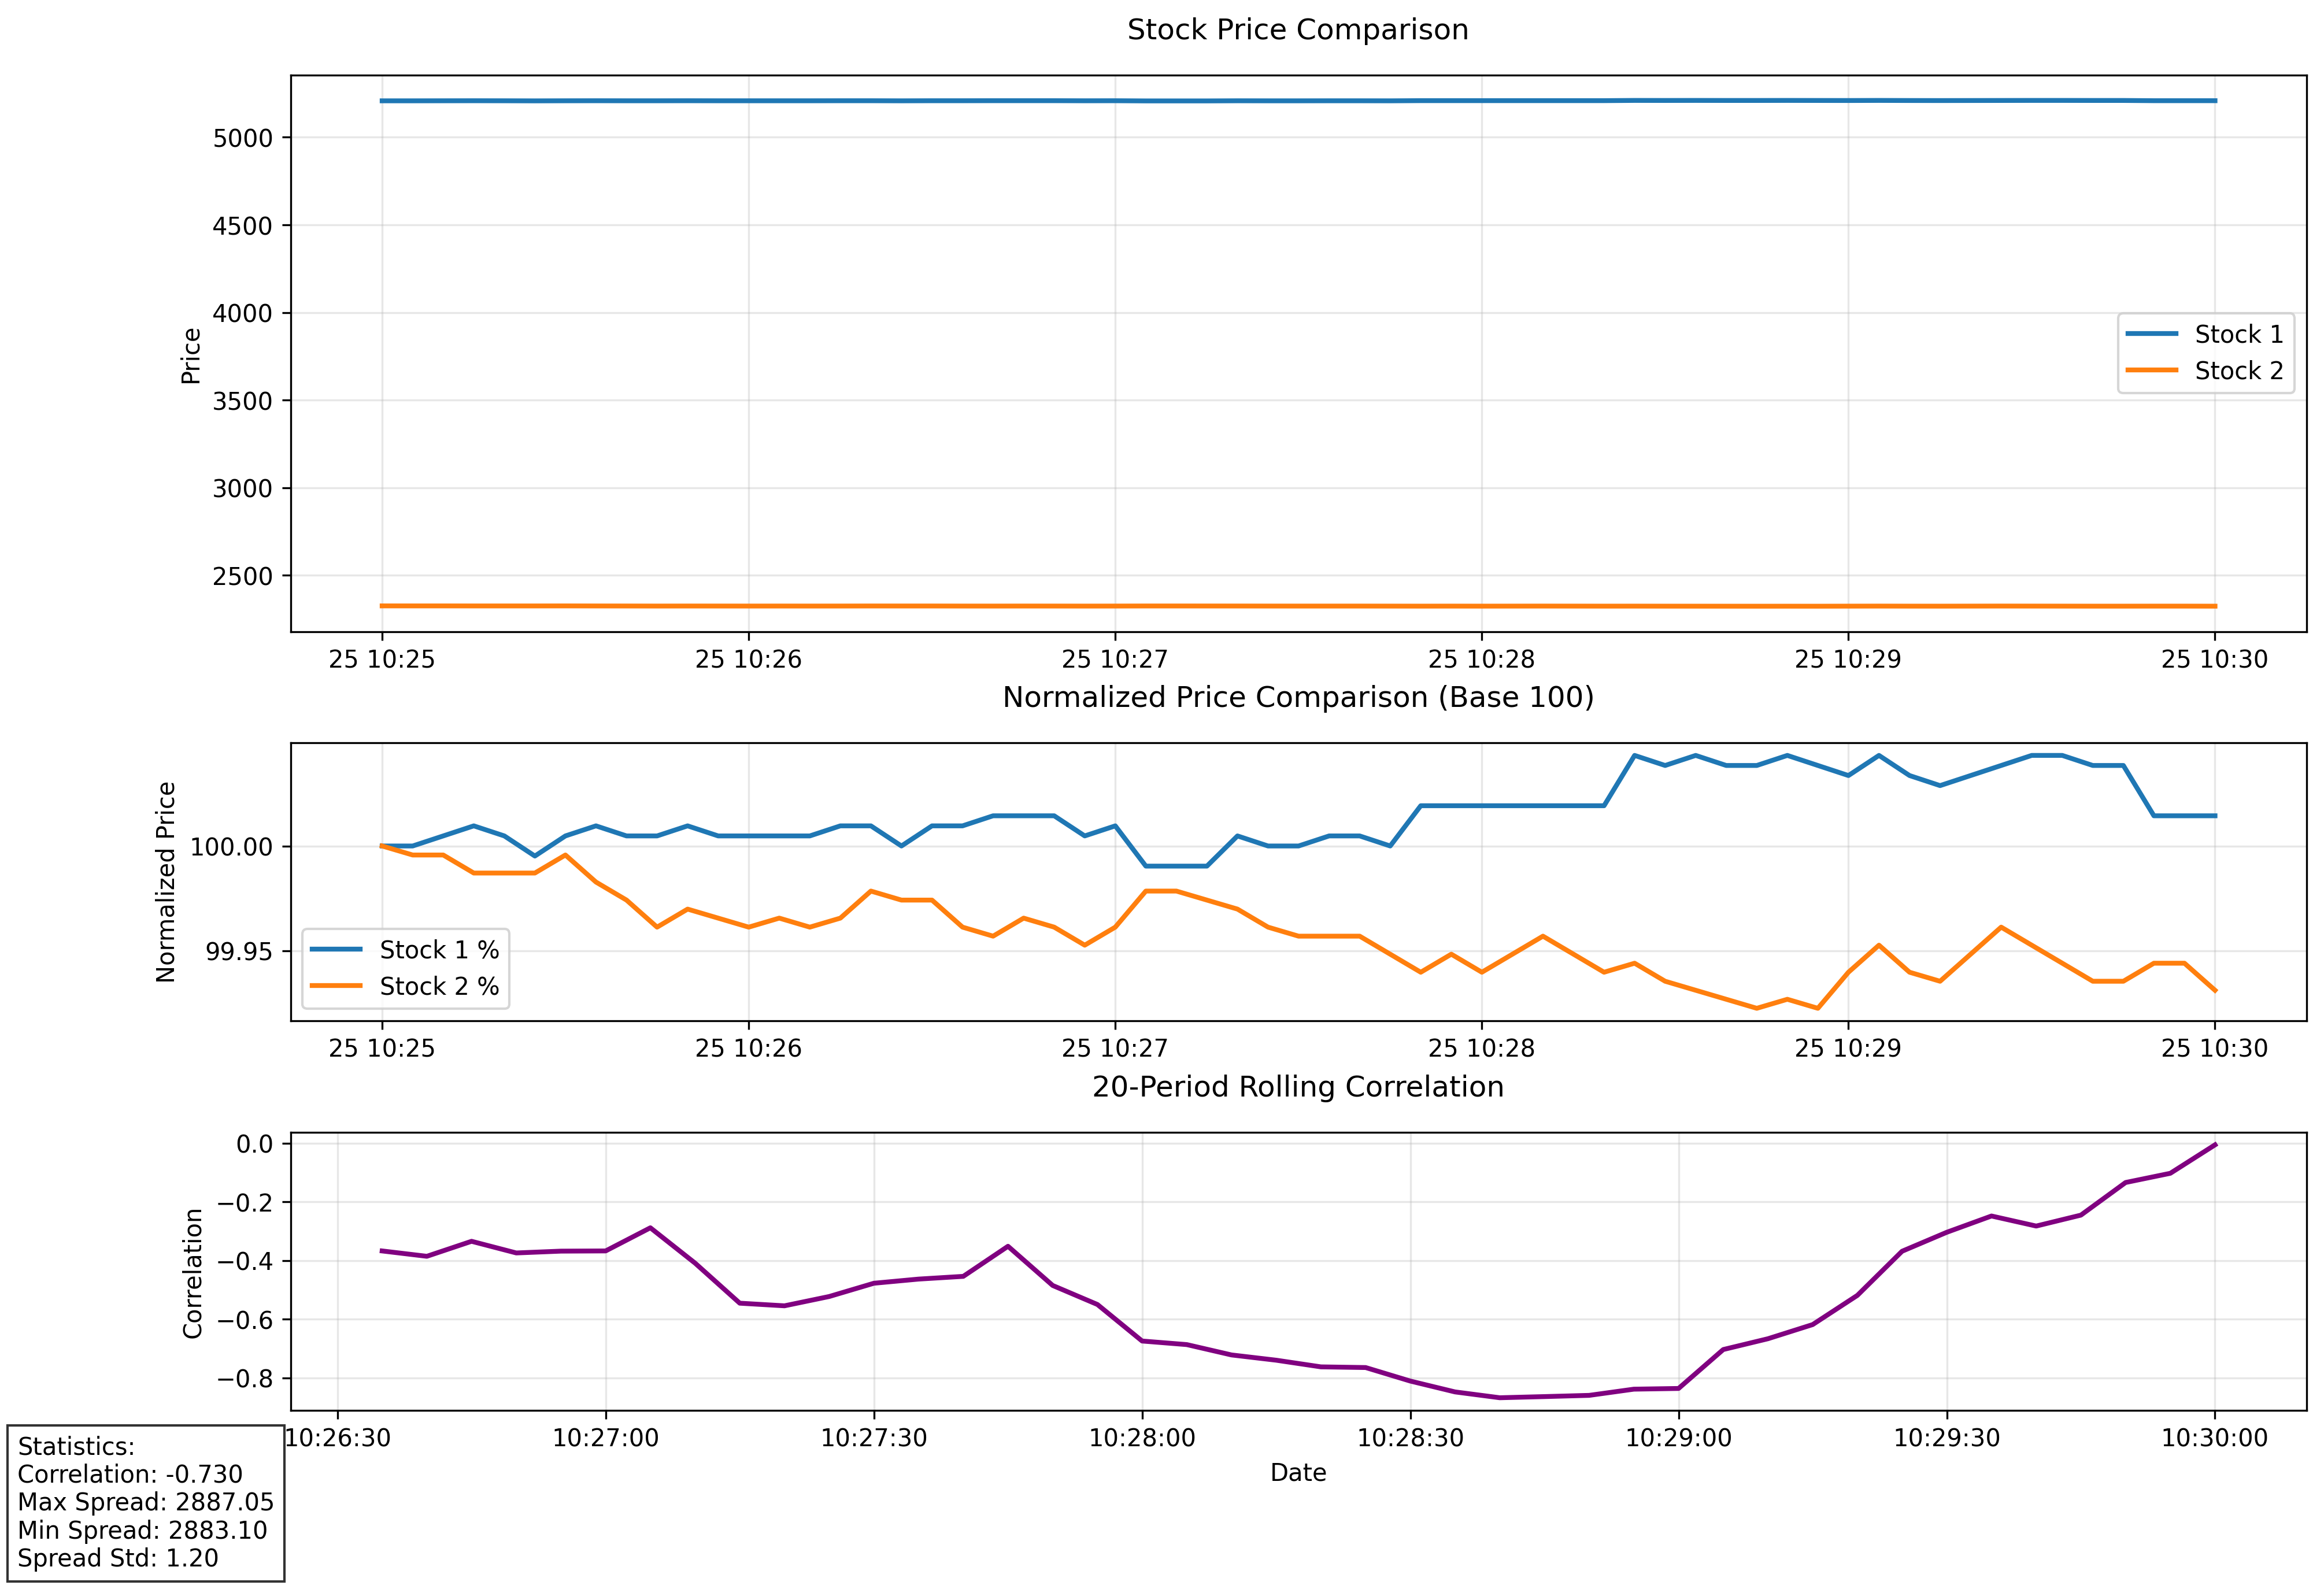 Stock Price Comparison
Price
5000
4500
4000
3500
3000
2500
Stock 1
Stock 2
25 10:25 25 10:26 25 10:27 25 10:28 25 10:29 25 10:30
Normalized Price Comparison (Base 100)
Normalized Price
100.00
99.95
Stock 1 %
Stock 2 %
25 10:25 25 10:26 25 10:27 25 10:28 25 10:29 25 10:30
20-Period Rolling Correlation
Correlation
0.0
−0.2
−0.4
−0.6
−0.8
10:26:30 10:27:00 10:27:30 10:28:00 10:28:30 10:29:00 10:29:30 10:30:00
Date
Statistics:
Correlation: -0.730
Max Spread: 2887.05
Min Spread: 2883.10
Spread Std: 1.20